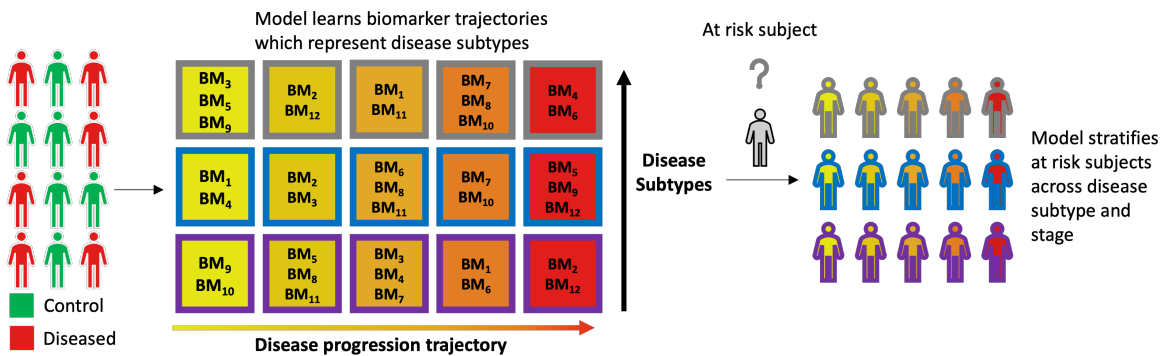 Model learns biomarker trajectories
which represent disease subtypes
At risk subject
?
BM₃
BM₅
BM₉
BM₂
BM₁₂
BM₁
BM₁₁
BM₇
BM₈
BM₁₀
BM₄
BM₆
BM₁
BM₄
BM₂
BM₃
BM₆
BM₈
BM₁₁
BM₇
BM₁₀
BM₅
BM₉
BM₁₂
BM₉
BM₁₀
BM₅
BM₈
BM₁₁
BM₃
BM₄
BM₇
BM₁
BM₆
BM₂
BM₁₂
Disease
Subtypes
Model stratifies
at risk subjects
across disease
subtype and
stage
Control
Diseased
Disease progression trajectory